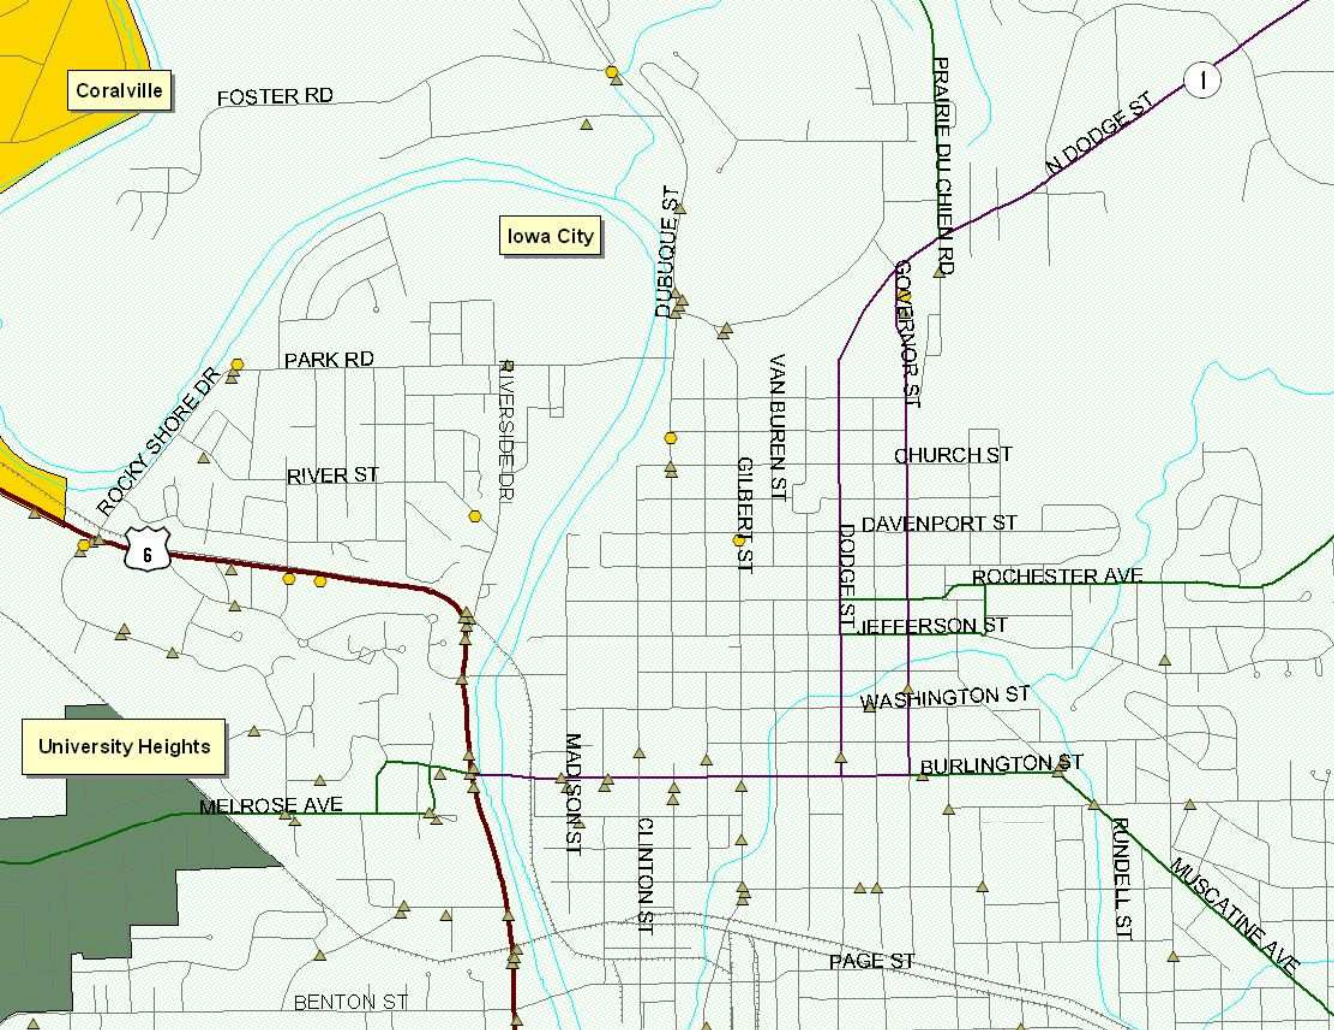 Coralville
FOSTER RD
PRAIRIE DU CHIEN RD
1
N DODGE ST
Iowa City
DUBUQUE ST
GOVERNOR ST
PARK RD
RIVERSIDE DR
VAN BUREN ST
ROCKY SHORE DR
CHURCH ST
RIVER ST
GILBERT ST
DAVENPORT ST
DODGE ST
6
ROCHESTER AVE
JEFFERSON ST
WASHINGTON ST
University Heights
MADISON ST
BURLINGTON ST
MELROSE AVE
CLINTON ST
RUNDELL ST
MUSCATINE AVE
PAGE ST
BENTON ST